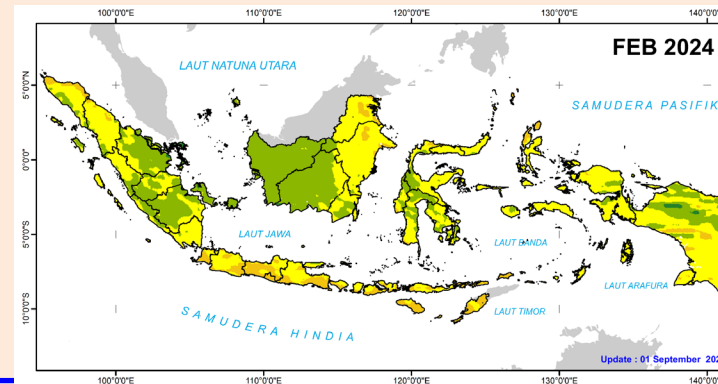 100°0'0"E 110°0'0"E 120°0'0"E 130°0'0"E 140°0'0
FEB 2024
LAUT NATUNA UTARA
5°0'0"N
SAMUDERA PASIFIK
0°0'0"
5°0'0"S
LAUT JAWA
LAUT BANDA
LAUT ARAFURA
10°0'0"S
SAMUDERA HINDIA
LAUT TIMOR
Update : 01 September 202
100°0'0"E 110°0'0"E 120°0'0"E 130°0'0"E 140°0'0